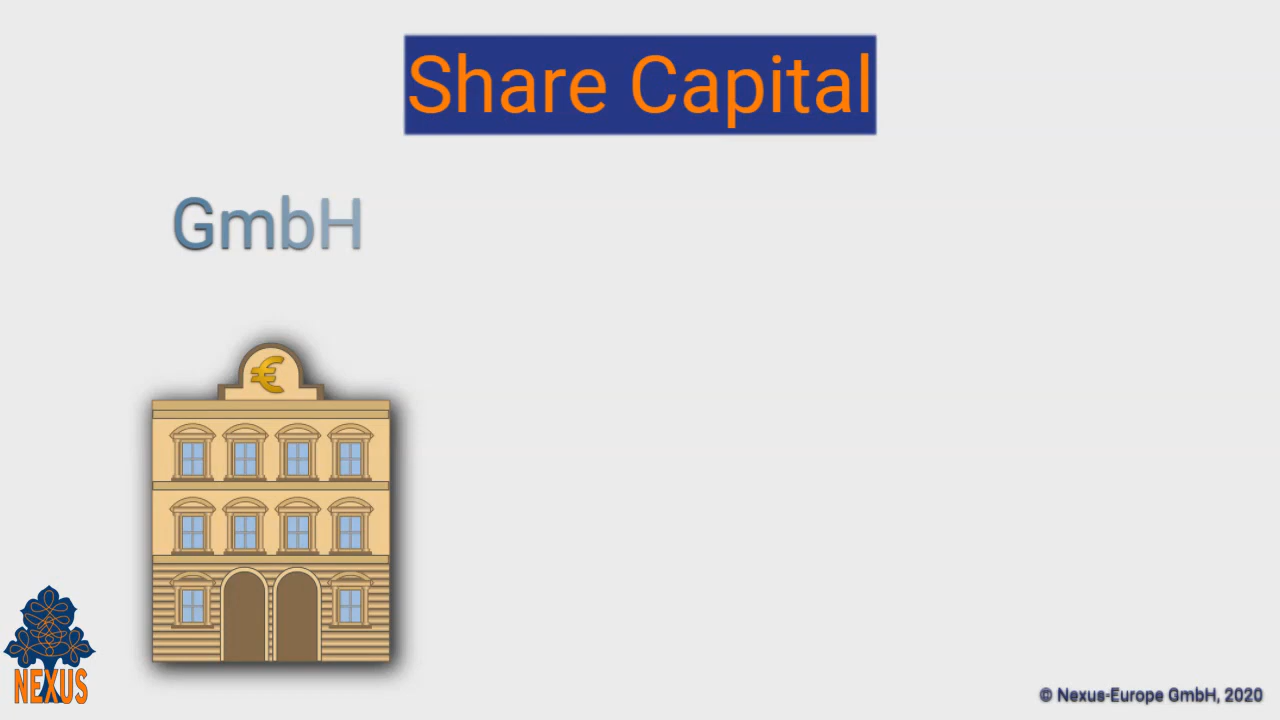 Share Capital
GmbH
€
NEXUS
© Nexus-Europe GmbH, 2020